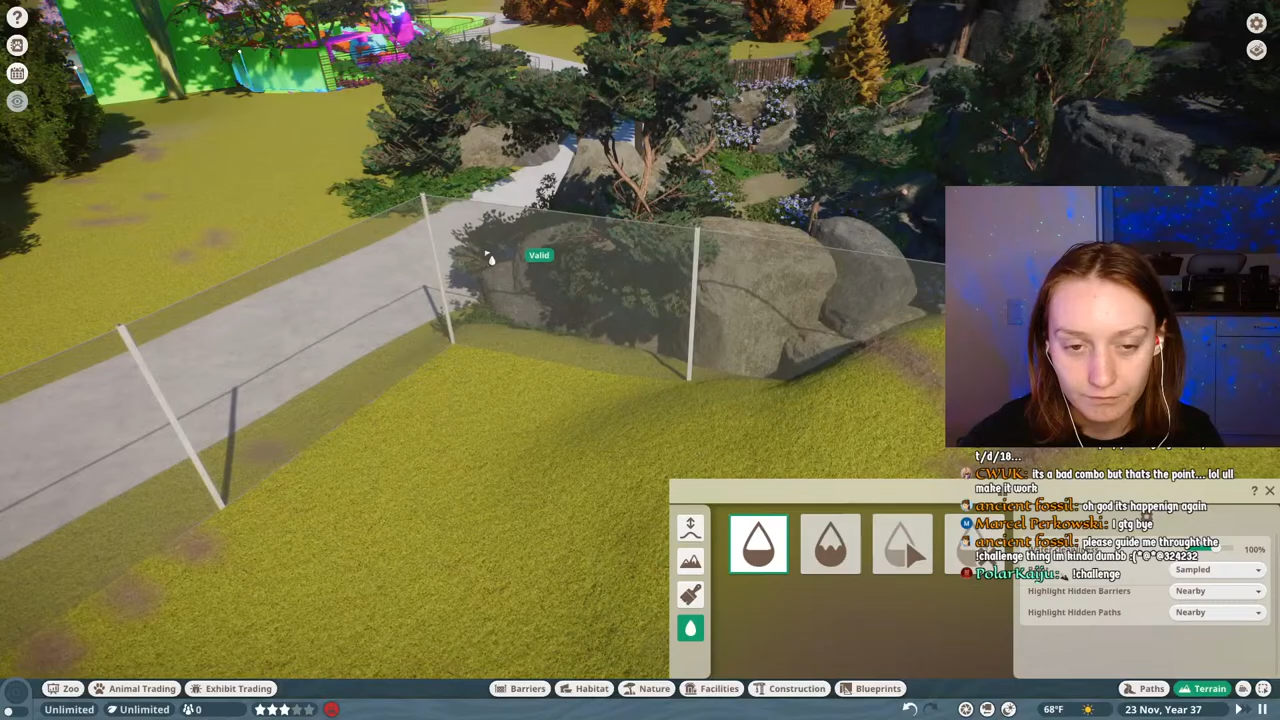 Valid
t/d/10...
CWUK: its a bad combo but thats the point... lol ull
make it work
ancient fossil: oh god its happenign again
Marcel Perkowski: I gtg bye
ancient fossil: please guide me throught the
!challenge thing im kinda dumbb :(*@*@324232
PolarKaiju: !challenge
100%
Sampled
Highlight Hidden Barriers
Nearby
Highlight Hidden Paths
Nearby
Zoo
Animal Trading
Exhibit Trading
Barriers
Habitat
Nature
Facilities
Construction
Blueprints
Paths
Terrain
Unlimited
Unlimited
0
68°F
23 Nov, Year 37